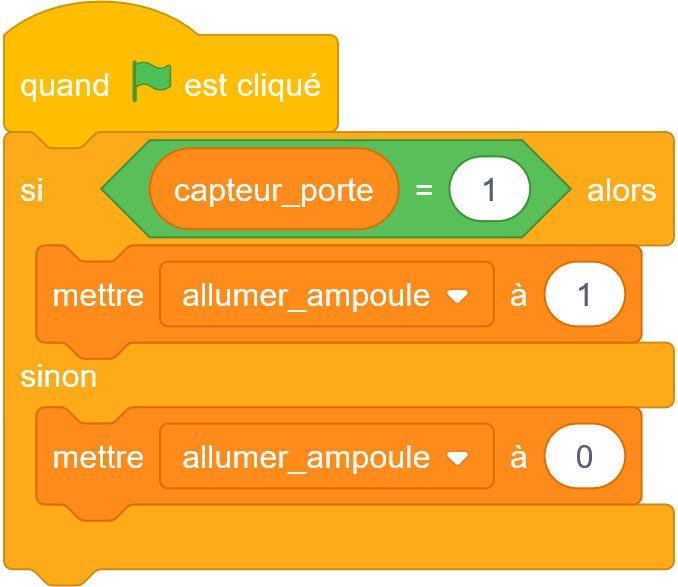 quand est cliqué
si capteur_porte = 1 alors
mettre allumer_ampoule à 1
sinon
mettre allumer_ampoule à 0